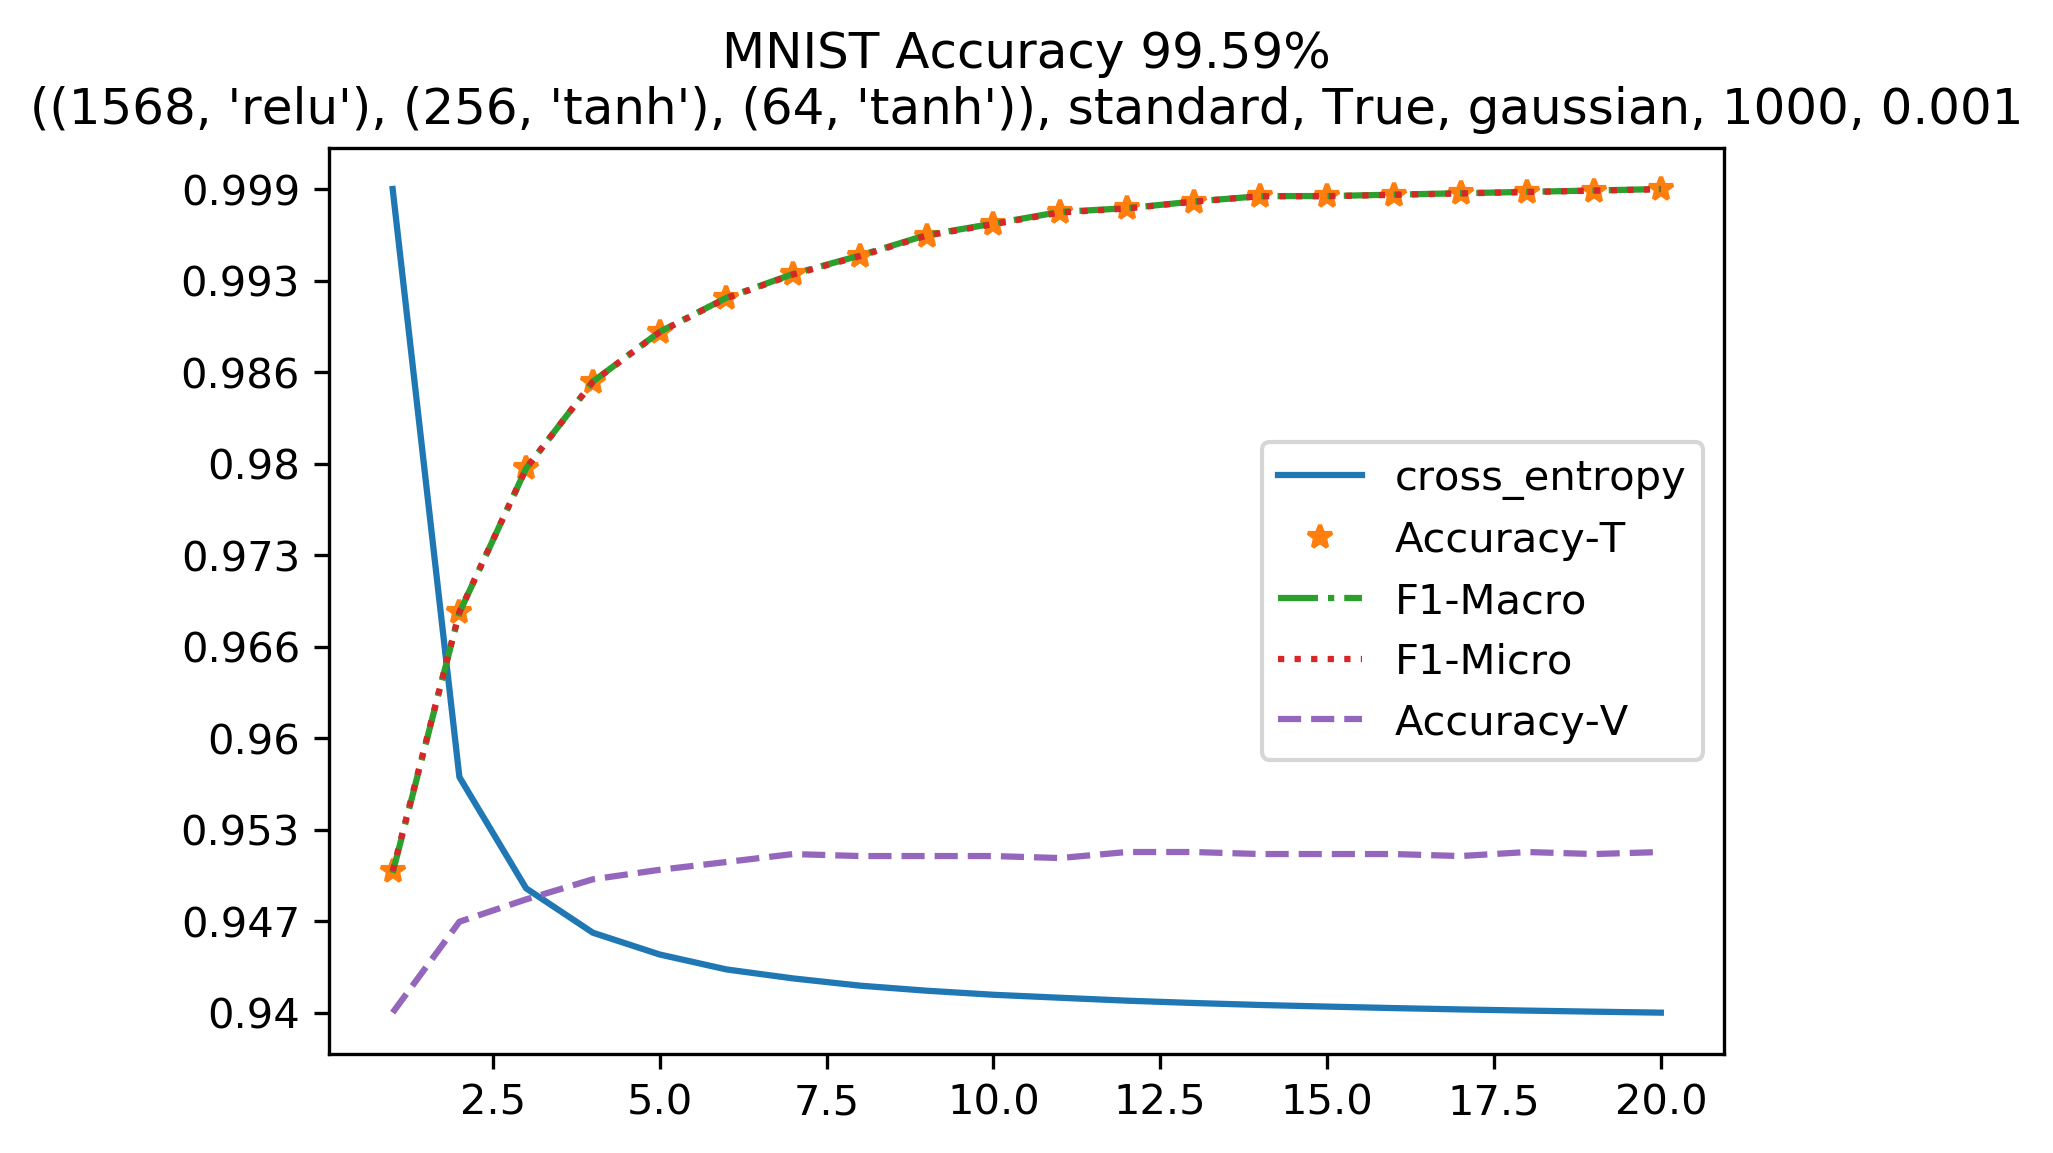 MNIST Accuracy 99.59%
((1568, 'relu'), (256, 'tanh'), (64, 'tanh')), standard, True, gaussian, 1000, 0.001
0.999
0.993
0.986
0.98
0.973
0.966
0.96
0.953
0.947
0.94
cross_entropy
Accuracy-T
F1-Macro
F1-Micro
Accuracy-V
2.5 5.0 7.5 10.0 12.5 15.0 17.5 20.0